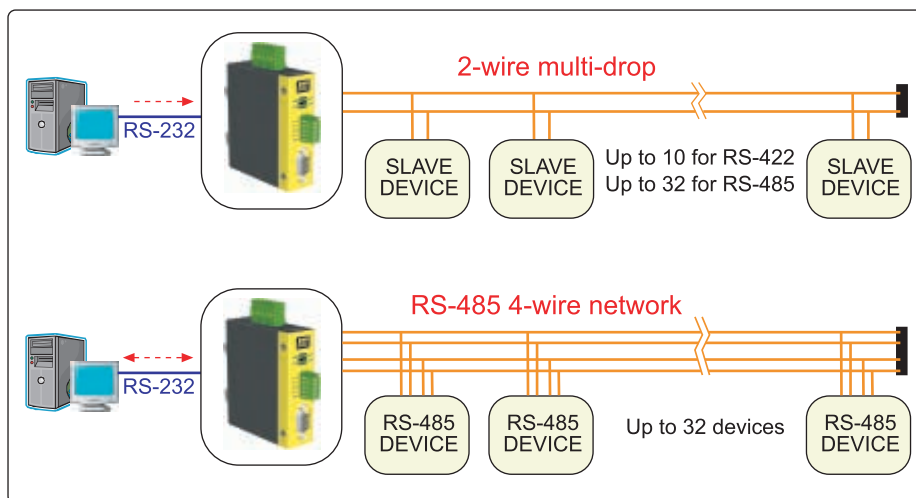 2-wire multi-drop
RS-232
SLAVE
DEVICE
SLAVE
DEVICE
Up to 10 for RS-422
Up to 32 for RS-485
SLAVE
DEVICE
RS-485 4-wire network
RS-232
RS-485
DEVICE
RS-485
DEVICE
Up to 32 devices
RS-485
DEVICE